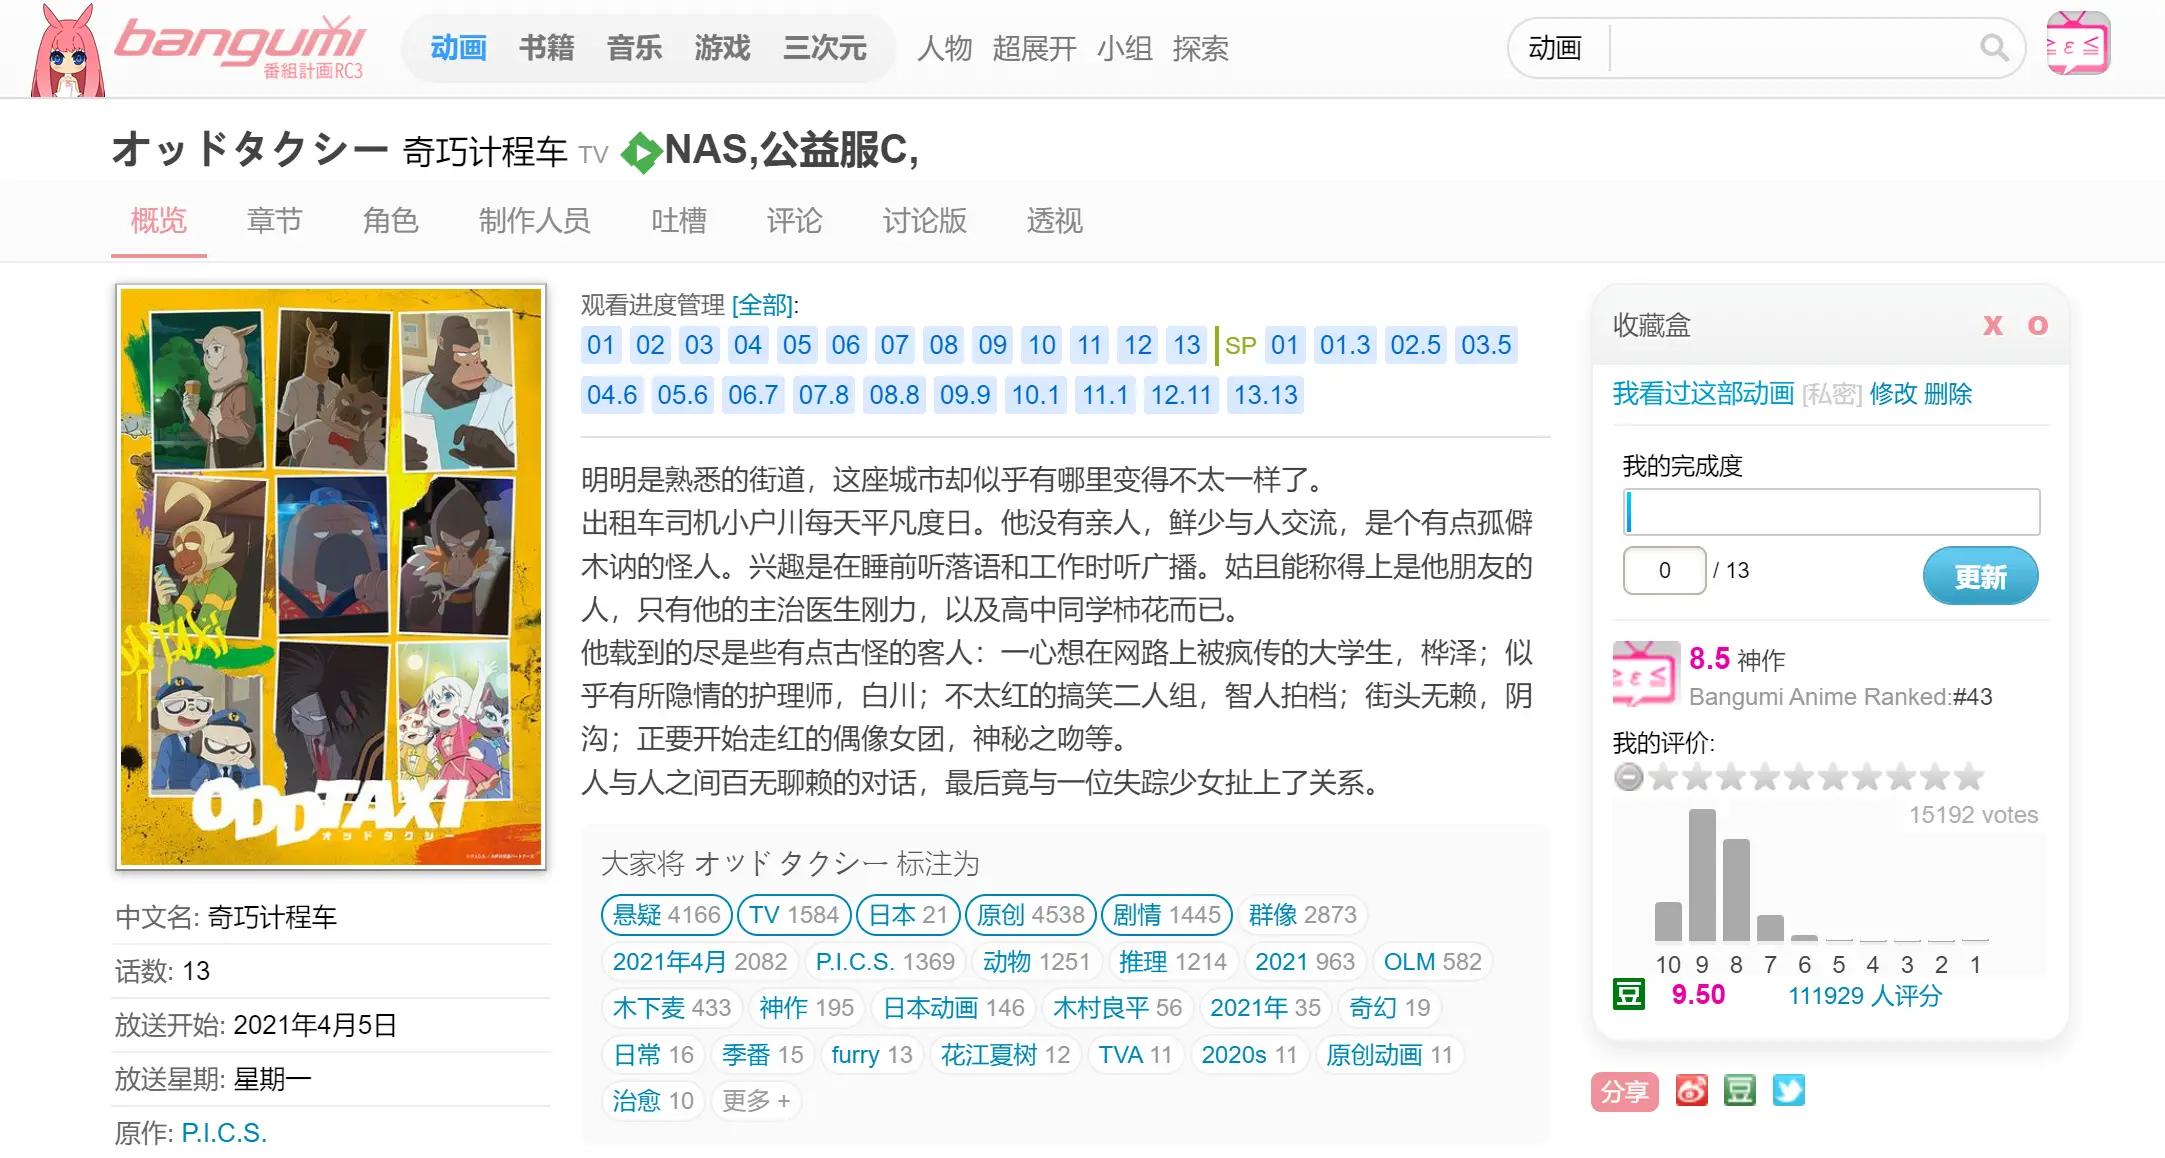 bangumi
番組計画RC3
动画 书籍 音乐 游戏 三次元 人物 超展开 小组 探索
动画
オッドタクシー 奇巧计程车 TV NAS,公益服C,
概览 章节 角色 制作人员 吐槽 评论 讨论版 透视
ODDTAXI
オッドタクシー
中文名: 奇巧计程车
话数: 13
放送开始: 2021年4月5日
放送星期: 星期一
原作: P.I.C.S.
观看进度管理 [全部]:
01 02 03 04 05 06 07 08 09 10 11 12 13 SP 01 01.3 02.5 03.5
04.6 05.6 06.7 07.8 08.8 09.9 10.1 11.1 12.11 13.13
明明是熟悉的街道，这座城市却似乎有哪里变得不太一样了。
出租车司机小户川每天平凡度日。他没有亲人，鲜少与人交流，是个有点孤僻
木讷的怪人。兴趣是在睡前听落语和工作时听广播。姑且能称得上是他朋友的
人，只有他的主治医生刚力，以及高中同学柿花而已。
他载到的尽是些有点古怪的客人：一心想在网路上被疯传的大学生，桦泽；似
乎有所隐情的护理师，白川；不太红的搞笑二人组，智人拍档；街头无赖，阴
沟；正要开始走红的偶像女团，神秘之吻等。
人与人之间百无聊赖的对话，最后竟与一位失踪少女扯上了关系。
大家将 オッドタクシー 标注为
悬疑 4166 TV 1584 日本 21 原创 4538 剧情 1445 群像 2873
2021年4月 2082 P.I.C.S. 1369 动物 1251 推理 1214 2021 963 OLM 582
木下麦 433 神作 195 日本动画 146 木村良平 56 2021年 35 奇幻 19
日常 16 季番 15 furry 13 花江夏树 12 TVA 11 2020s 11 原创动画 11
治愈 10 更多 +
收藏盒 X O
我看过这部动画 [私密] 修改 删除
我的完成度
0 / 13 更新
8.5 神作
Bangumi Anime Ranked:#43
我的评价:
15192 votes
10 9 8 7 6 5 4 3 2 1
豆 9.50 111929 人评分
分享 豆